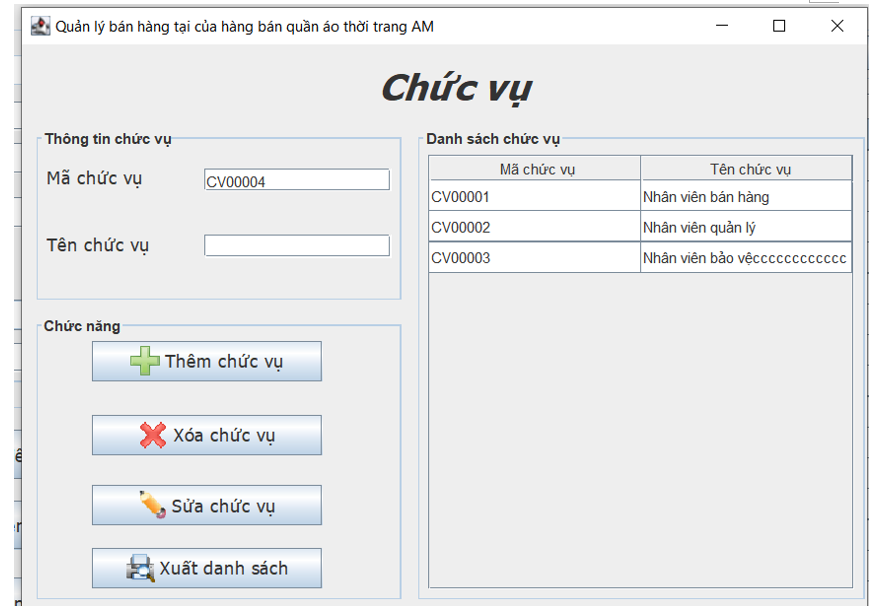 Quản lý bán hàng tại của hàng bán quần áo thời trang AM
Chức vụ
Thông tin chức vụ
Mã chức vụ
CV00004
Tên chức vụ
Chức năng
Thêm chức vụ
Xóa chức vụ
Sửa chức vụ
Xuất danh sách
Danh sách chức vụ
Mã chức vụ Tên chức vụ
CV00001 Nhân viên bán hàng
CV00002 Nhân viên quản lý
CV00003 Nhân viên bảo vệcccccccccccc